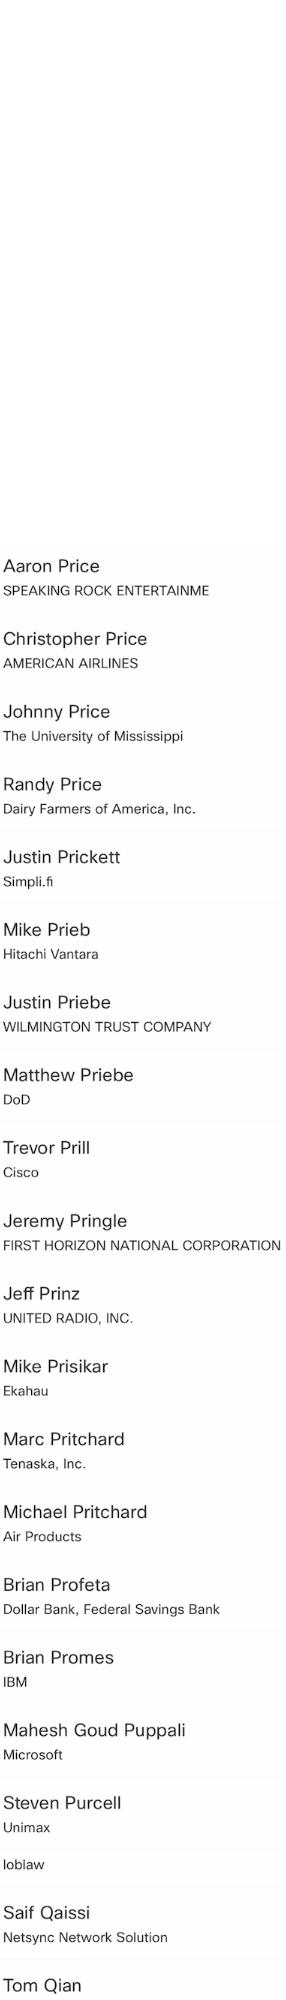 Aaron Price
SPEAKING ROCK ENTERTAINME
Christopher Price
AMERICAN AIRLINES
Johnny Price
The University of Mississippi
Randy Price
Dairy Farmers of America, Inc.
Justin Prickett
Simpli.fi
Mike Prieb
Hitachi Vantara
Justin Priebe
WILMINGTON TRUST COMPANY
Matthew Priebe
DoD
Trevor Prill
Cisco
Jeremy Pringle
FIRST HORIZON NATIONAL CORPORATION
Jeff Prinz
UNITED RADIO, INC.
Mike Prisikar
Ekahau
Marc Pritchard
Tenaska, Inc.
Michael Pritchard
Air Products
Brian Profeta
Dollar Bank, Federal Savings Bank
Brian Promes
IBM
Mahesh Goud Puppali
Microsoft
Steven Purcell
Unimax
loblaw
Saif Qaissi
Netsync Network Solution
Tom Qian